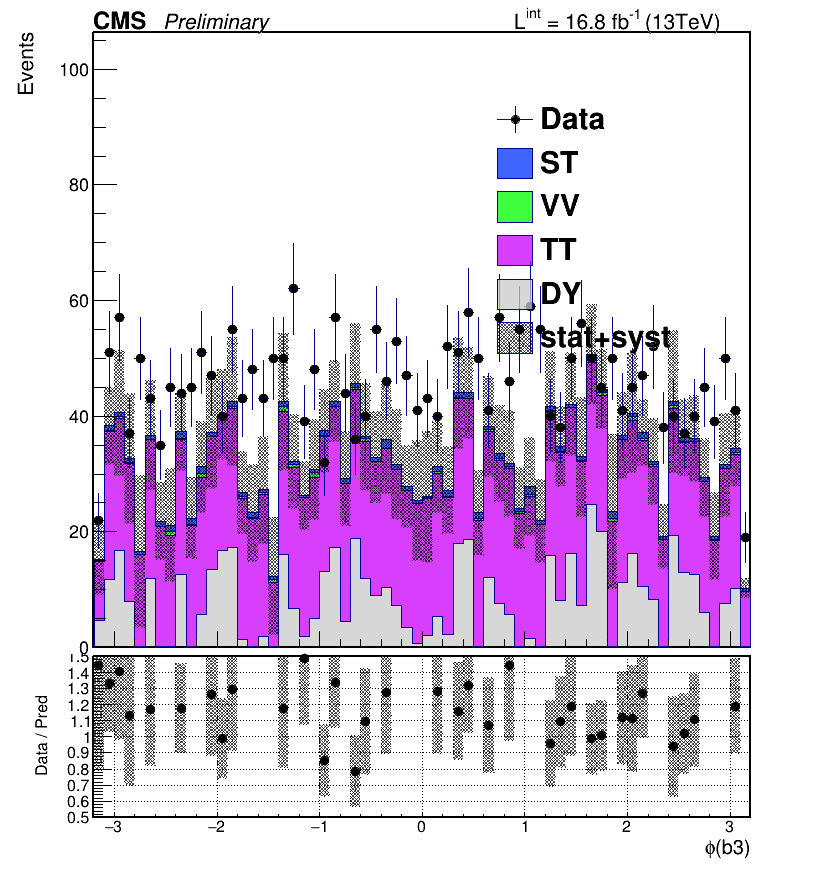 CMS Preliminary L^int = 16.8 fb^-1 (13TeV)
Events
100
80
60
40
20
0
Data
ST
VV
TT
DY
stat+syst
Data / Pred
1.5
1.4
1.3
1.2
1.1
1
0.9
0.8
0.7
0.6
0.5
−3 −2 −1 0 1 2 3
ϕ(b3)